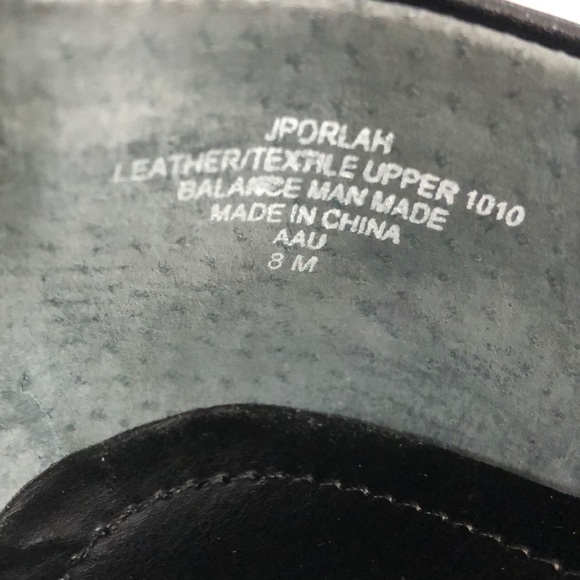 JPORLAH
LEATHER/TEXTILE UPPER 1010
BALANCE MAN MADE
MADE IN CHINA
AAU
8 M